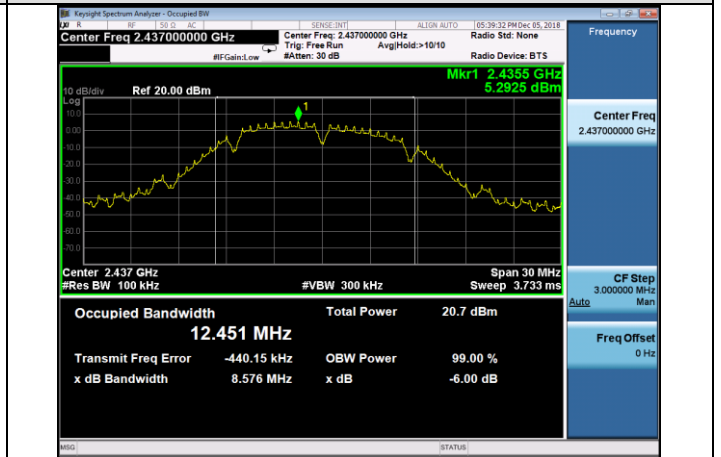 Keysight Spectrum Analyzer - Occupied BW
R RF 50 Ω AC SENSE:INT ALIGN AUTO 05:39:32 PM Dec 05, 2018
Center Freq 2.437000000 GHz Center Freq: 2.437000000 GHz Radio Std: None Frequency
Trig: Free Run Avg|Hold:>10/10
#IFGain:Low #Atten: 30 dB Radio Device: BTS
Mkr1 2.4355 GHz
10 dB/div Ref 20.00 dBm 5.2925 dBm
Log
10.0
1
0.00
-10.0
-20.0
-30.0
-40.0
-50.0
-60.0
-70.0
Center Freq
2.437000000 GHz
Center 2.437 GHz Span 30 MHz
#Res BW 100 kHz #VBW 300 kHz Sweep 3.733 ms
CF Step
3.000000 MHz
Auto Man
Occupied Bandwidth Total Power 20.7 dBm
12.451 MHz
Freq Offset
0 Hz
Transmit Freq Error -440.15 kHz OBW Power 99.00 %
x dB Bandwidth 8.576 MHz x dB -6.00 dB
MSG STATUS